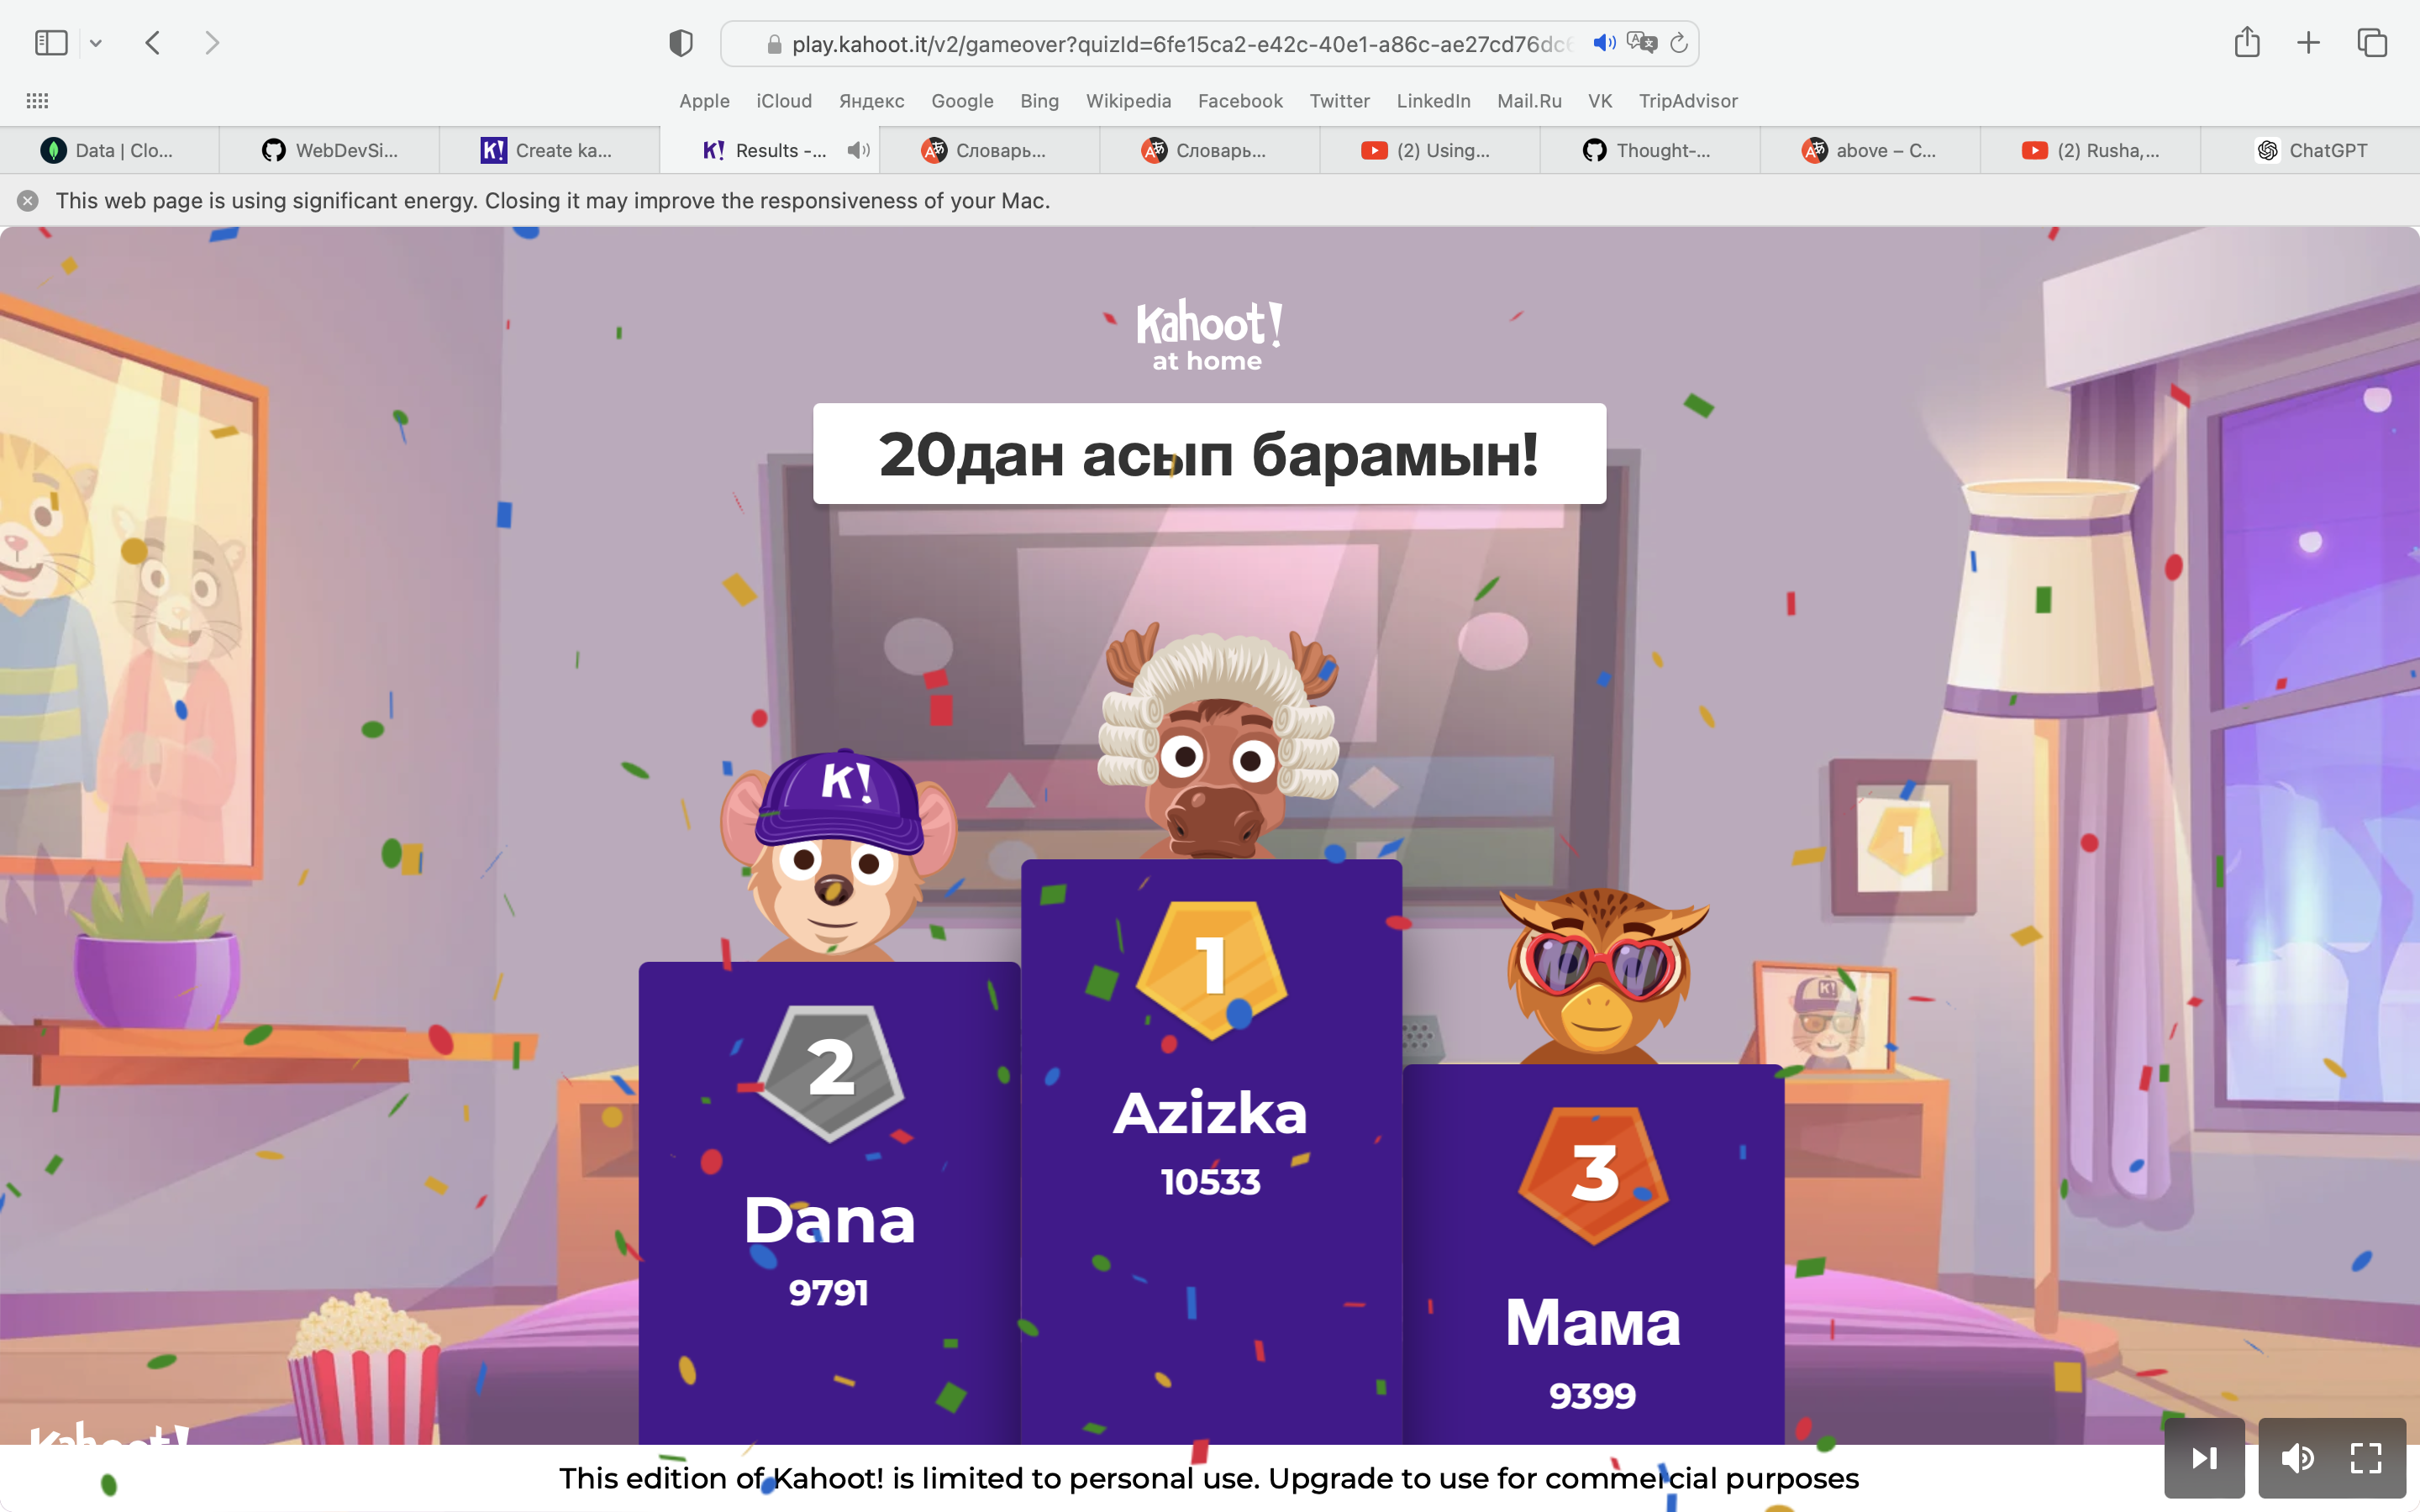 play.kahoot.it/v2/gameover?quizId=6fe15ca2-e42c-40e1-a86c-ae27cd76dc
Apple iCloud Яндекс Google Bing Wikipedia Facebook Twitter LinkedIn Mail.Ru VK TripAdvisor
Data | Clo... WebDevSi... K! Create ka... K! Results -... Словарь... Словарь... (2) Using... Thought-... above – С... (2) Rusha,... ChatGPT
This web page is using significant energy. Closing it may improve the responsiveness of your Mac.
Kahoot!
at home
20дан асып барамын!
K!
1
1
K!
2
Dana
9791
1
Azizka
10533
3
Мама
9399
Kahoot!
This edition of Kahoot! is limited to personal use. Upgrade to use for commercial purposes